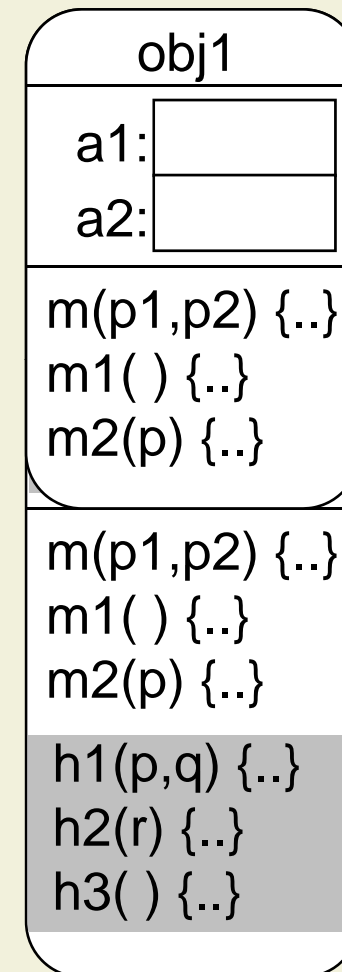 obj1
a1:
a2:
m(p1,p2) {..}
m1( ) {..}
m2(p) {..}
m(p1,p2) {..}
m1( ) {..}
m2(p) {..}
h1(p,q) {..}
h2(r) {..}
h3( ) {..}